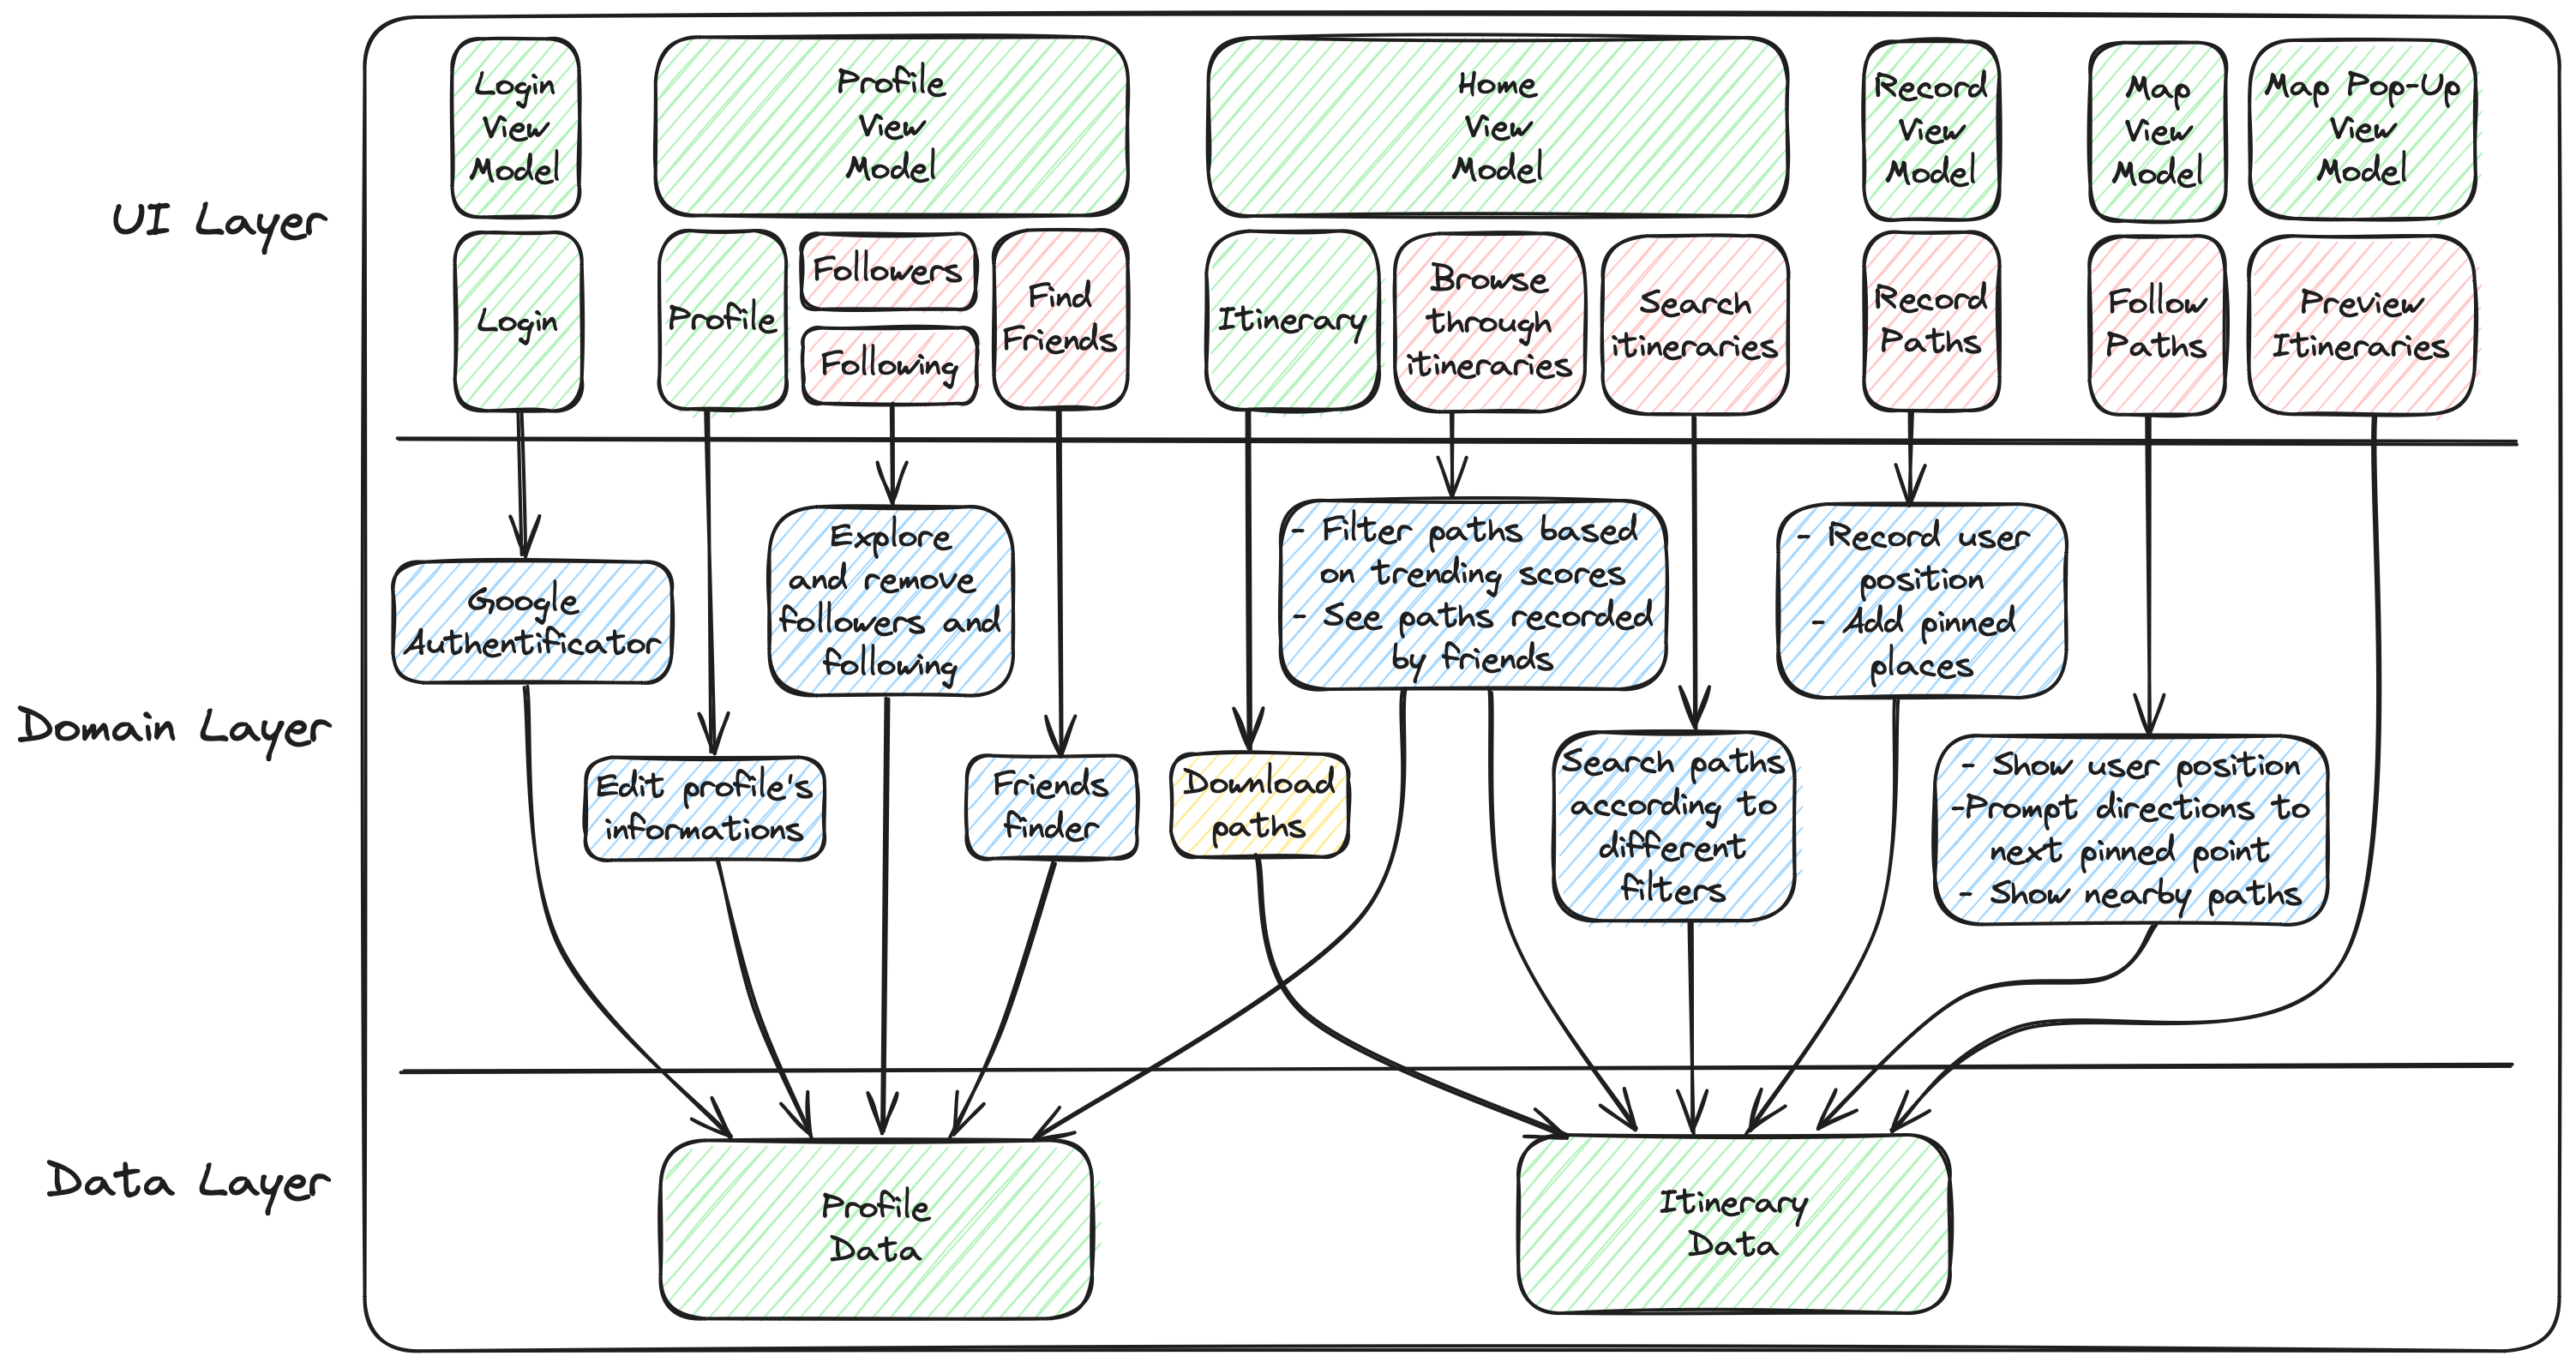 UI Layer
Login
View
Model
Profile
View
Model
Home
View
Model
Record
View
Model
Map
View
Model
Map Pop-Up
View
Model
Login
Profile
Followers
Following
Find
Friends
Itinerary
Browse
through
itineraries
Search
itineraries
Record
Paths
Follow
Paths
Preview
Itineraries
Domain Layer
Google
Authentificator
Edit profile's
informations
Explore
and remove
followers and
following
Friends
finder
Download
paths
- Filter paths based
on trending scores
- See paths recorded
by friends
Search paths
according to
different
filters
- Record user
position
- Add pinned
places
- Show user position
-Prompt directions to
next pinned point
- Show nearby paths
Data Layer
Profile
Data
Itinerary
Data